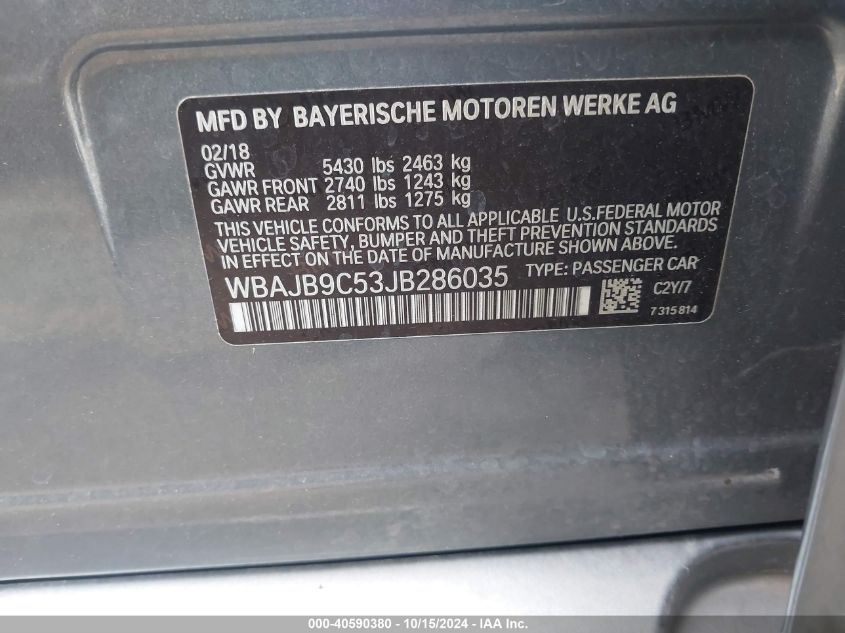 MFD BY BAYERISCHE MOTOREN WERKE AG
02/18
GVWR 5430 lbs 2463 kg
GAWR FRONT 2740 lbs 1243 kg
GAWR REAR 2811 lbs 1275 kg
THIS VEHICLE CONFORMS TO ALL APPLICABLE U.S.FEDERAL MOTOR
VEHICLE SAFETY, BUMPER AND THEFT PREVENTION STANDARDS
IN EFFECT ON THE DATE OF MANUFACTURE SHOWN ABOVE.
WBAJB9C53JB286035 TYPE: PASSENGER CAR
C2Y/7
7315814
000-40590380 - 10/15/2024 - IAA Inc.